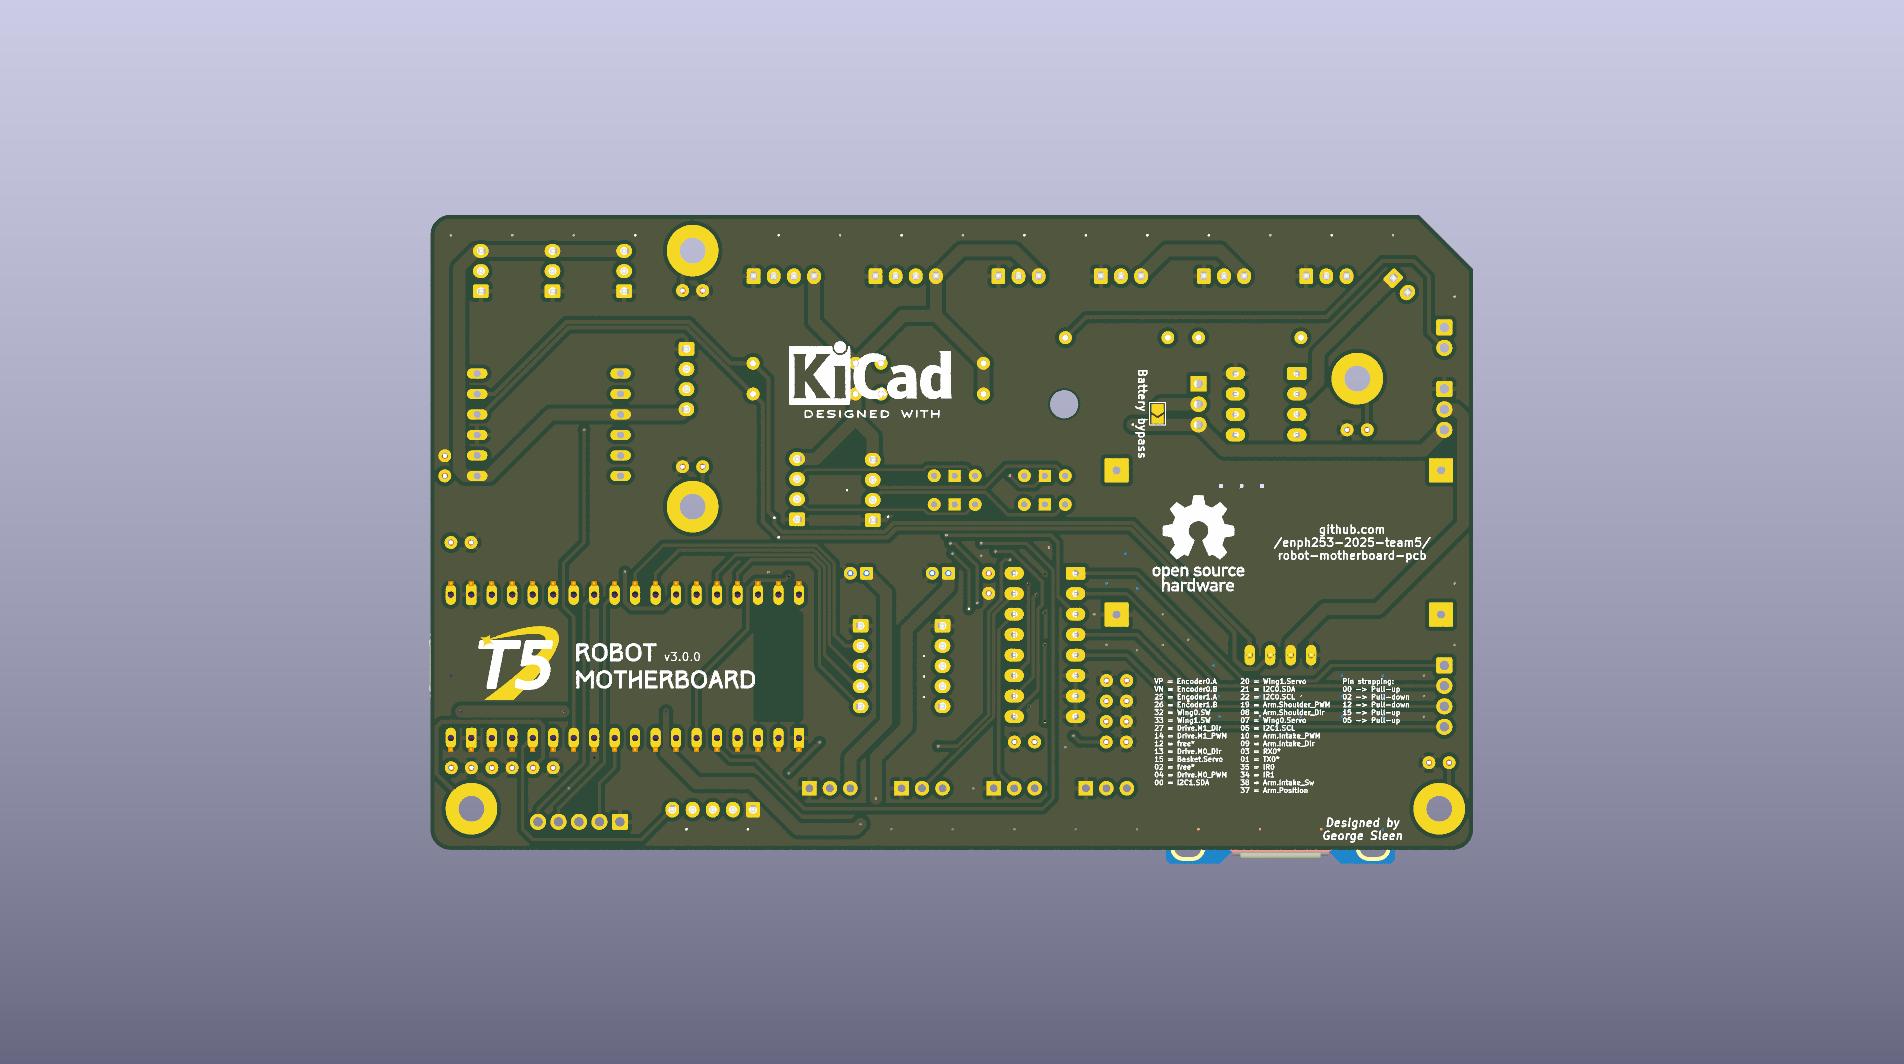 KiCad
DESIGNED WITH
Battery bypass
open source
hardware
github.com
/enph253-2025-team5/
robot-motherboard-pcb
T5
ROBOT v3.0.0
MOTHERBOARD
VP = Encoder0.A
VN = Encoder0.B
25 = Encoder1.A
26 = Encoder1.B
32 = Wing0.SW
33 = Wing1.SW
27 = Drive.M1_Dir
14 = Drive.M1_PWM
12 = free*
13 = Drive.M0_Dir
15 = Basket.Servo
02 = free*
04 = Drive.M0_PWM
00 = I2C1.SDA
20 = Wing1.Servo
21 = I2C0.SDA
22 = I2C0.SCL
19 = Arm.Shoulder_PWM
08 = Arm.Shoulder_Dir
07 = Wing0.Servo
05 = I2C1.SCL
10 = Arm.Intake_PWM
09 = Arm.Intake_Dir
03 = RX0*
01 = TX0*
35 = IR0
34 = IR1
38 = Arm.Intake_Sw
37 = Arm.Position
Pin strapping:
00 -> Pull-up
02 -> Pull-down
12 -> Pull-down
15 -> Pull-up
05 -> Pull-up
Designed by
George Sleen